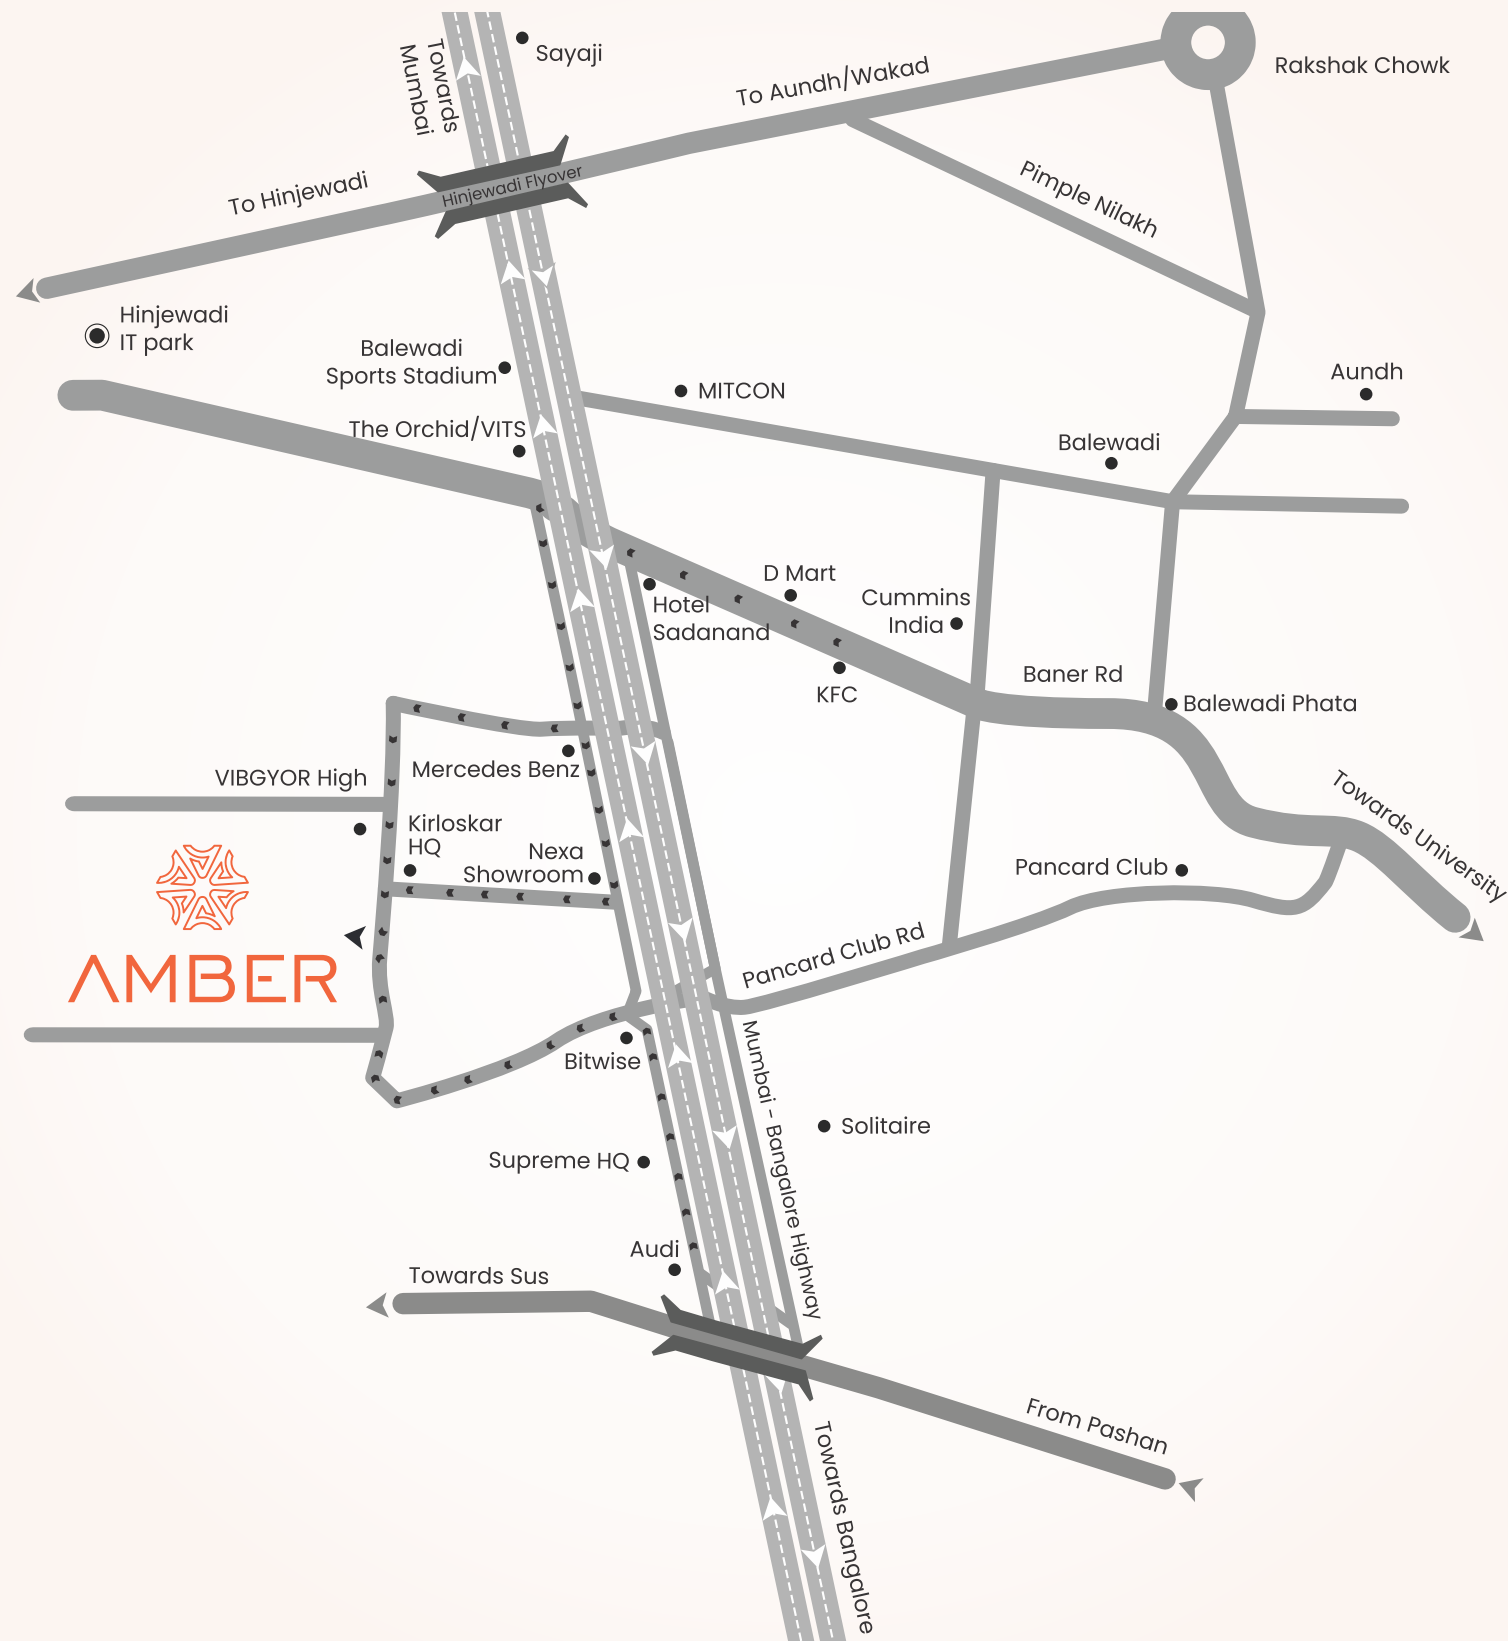 Sayaji
Towards
Mumbai
To Aundh/Wakad
Rakshak Chowk
Pimple Nilakh
To Hinjewadi
Hinjewadi Flyover
Hinjewadi
IT park
Balewadi
Sports Stadium
MITCON
Aundh
The Orchid/VITS
Balewadi
D Mart
Cummins
India
Hotel
Sadanand
Baner Rd
KFC
Balewadi Phata
Mercedes Benz
VIBGYOR High
Towards University
Kirloskar
HQ
Nexa
Showroom
Pancard Club
AMBER
Pancard Club Rd
Bitwise
Mumbai - Bangalore Highway
Solitaire
Supreme HQ
Audi
Towards Sus
From Pashan
Towards Bangalore